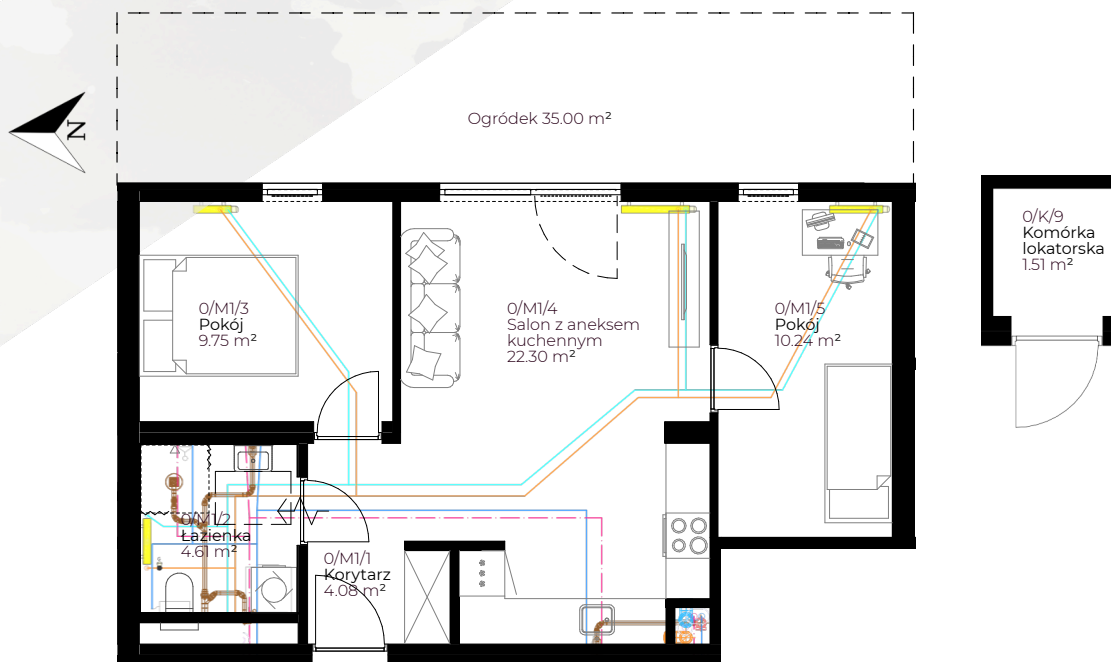 Ogródek 35.00 m²
N
0/K/9
Komórka
lokatorska
1.51 m²
0/M1/3
Pokój
9.75 m²
0/M1/4
Salon z aneksem
kuchennym
22.30 m²
0/M1/5
Pokój
10.24 m²
0/M1/2
Łazienka
4.61 m²
0/M1/1
Korytarz
4.08 m²